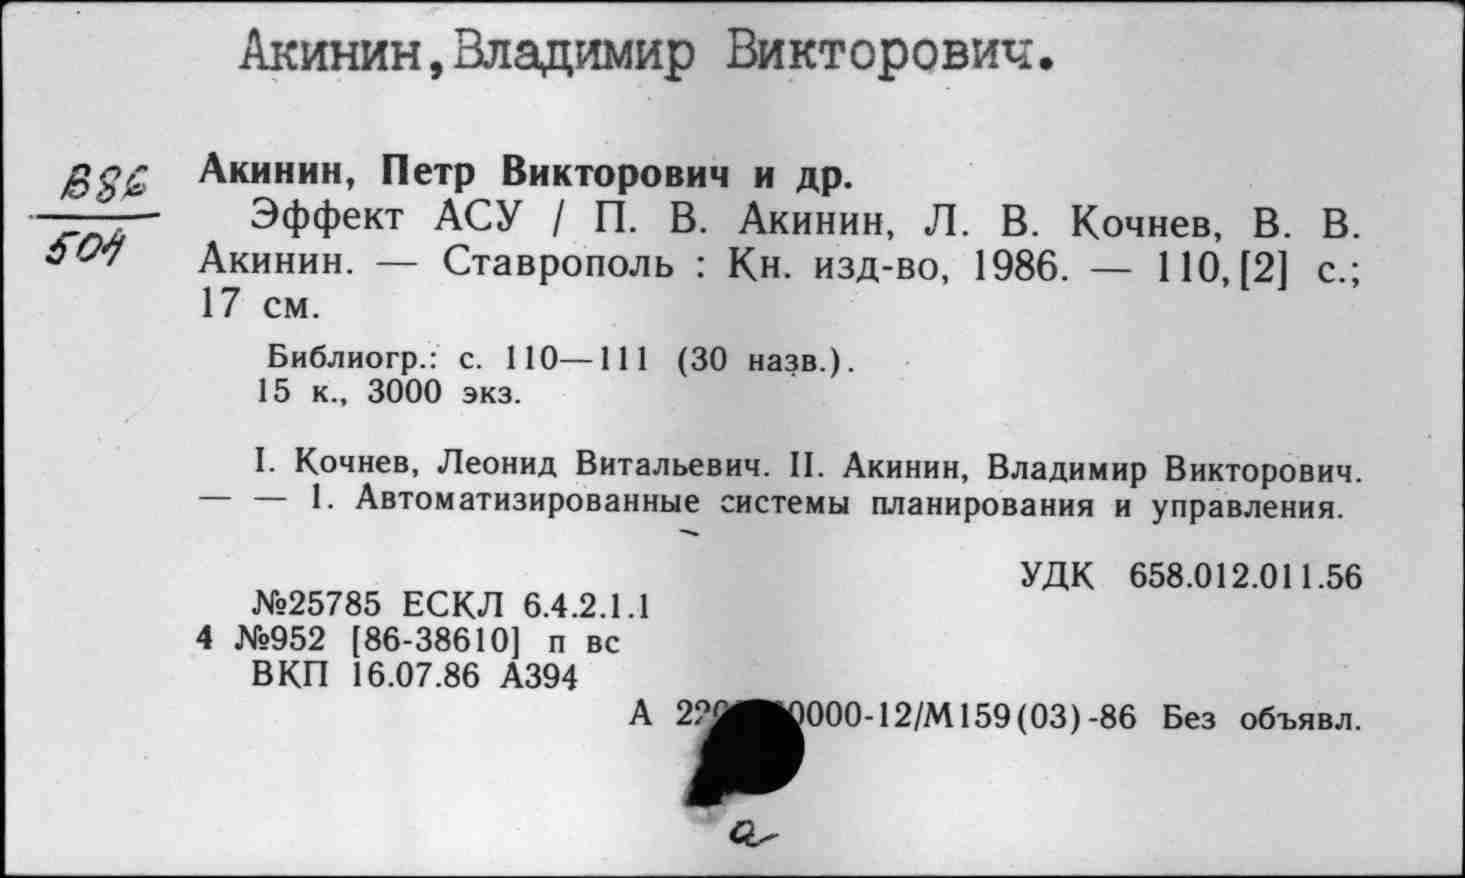 Акинин,Владимир Викторович.
В86
504
Акинин, Петр Викторович и др.
Эффект АСУ / П. В. Акинин, Л. В. Кочнев, В. В.
Акинин. — Ставрополь : Кн. изд-во, 1986. — 110,[2] с.;
17 см.
Библиогр.: с. 110—111 (30 назв.).
15 к., 3000 экз.
I. Кочнев, Леонид Витальевич. II. Акинин, Владимир Викторович.
— — 1. Автоматизированные системы планирования и управления.
УДК 658.012.011.56
№25785 ЕСКЛ 6.4.2.1.1
4 №952 [86-38610] п вс
ВКП 16.07.86 А394
А 0000-12/М159(03)-86 Без объявл.